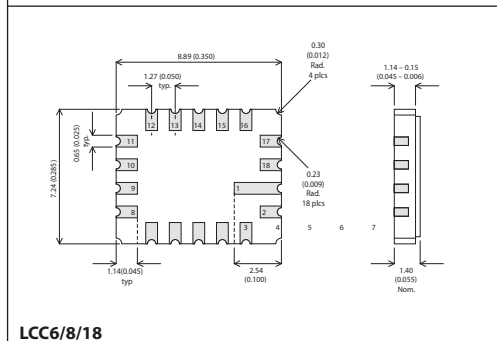 8.89 (0.350)
0.30
(0.012)
Rad.
4 plcs
1.14 – 0.15
(0.045 – 0.006)
1.27 (0.050)
typ.
12 13 14 15 16
7.24 (0.285)
0.65 (0.025)
typ.
11
10
9
8
17
18
1
2
0.23
(0.009)
Rad.
18 plcs
3 4 5 6 7
1.14(0.045)
typ
2.54
(0.100)
1.40
(0.055)
Nom.
LCC6/8/18